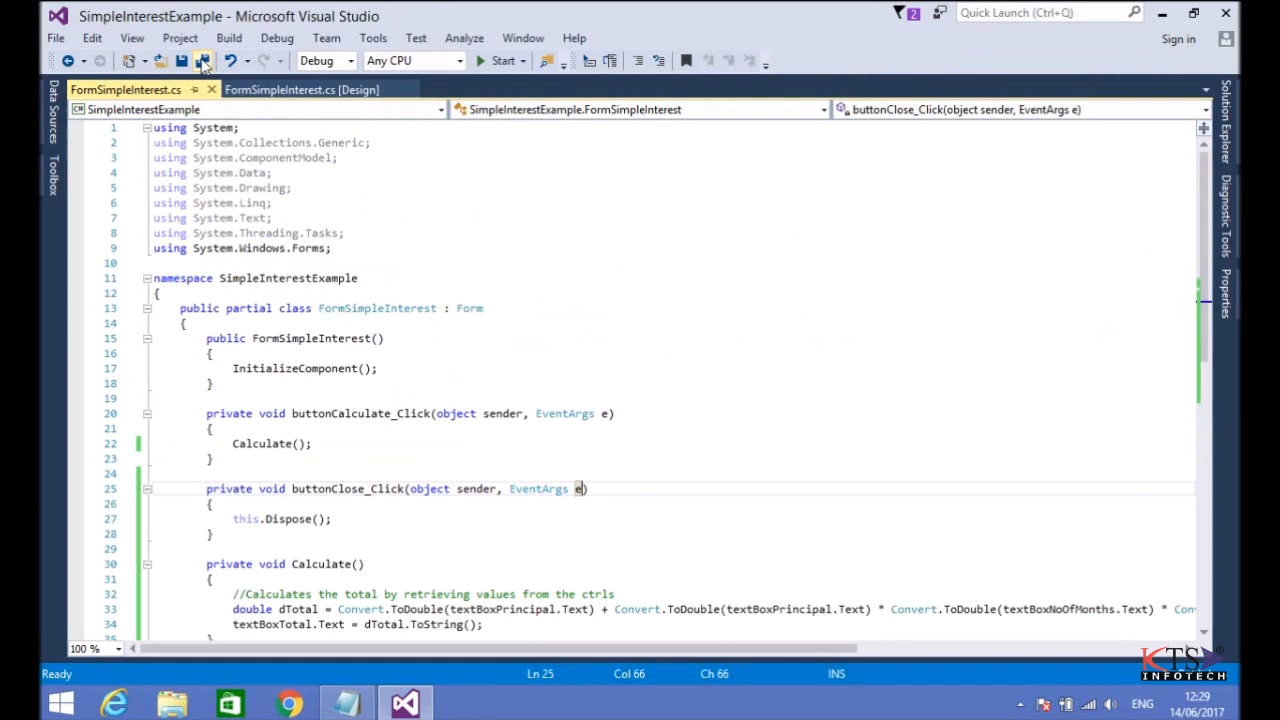 SimpleInterestExample - Microsoft Visual Studio
2
Quick Launch (Ctrl+Q)
File Edit View Project Build Debug Team Tools Test Analyze Window Help
Sign in
Debug Any CPU Start
FormSimpleInterest.cs FormSimpleInterest.cs [Design]
SimpleInterestExample SimpleInterestExample.FormSimpleInterest buttonClose_Click(object sender, EventArgs e)
Data Sources
Toolbox
Solution Explorer
Diagnostic Tools
Properties
1 using System;
2 using System.Collections.Generic;
3 using System.ComponentModel;
4 using System.Data;
5 using System.Drawing;
6 using System.Linq;
7 using System.Text;
8 using System.Threading.Tasks;
9 using System.Windows.Forms;
10
11 namespace SimpleInterestExample
12 {
13 public partial class FormSimpleInterest : Form
14 {
15 public FormSimpleInterest()
16 {
17 InitializeComponent();
18 }
19
20 private void buttonCalculate_Click(object sender, EventArgs e)
21 {
22 Calculate();
23 }
24
25 private void buttonClose_Click(object sender, EventArgs e)
26 {
27 this.Dispose();
28 }
29
30 private void Calculate()
31 {
32 //Calculates the total by retrieving values from the ctrls
33 double dTotal = Convert.ToDouble(textBoxPrincipal.Text) + Convert.ToDouble(textBoxPrincipal.Text) * Convert.ToDouble(textBoxNoOfMonths.Text) * Con
34 textBoxTotal.Text = dTotal.ToString();
35 }
100 %
Ready Ln 25 Col 66 Ch 66 INS
KTS
INFOTECH
ENG
12:29
14/06/2017